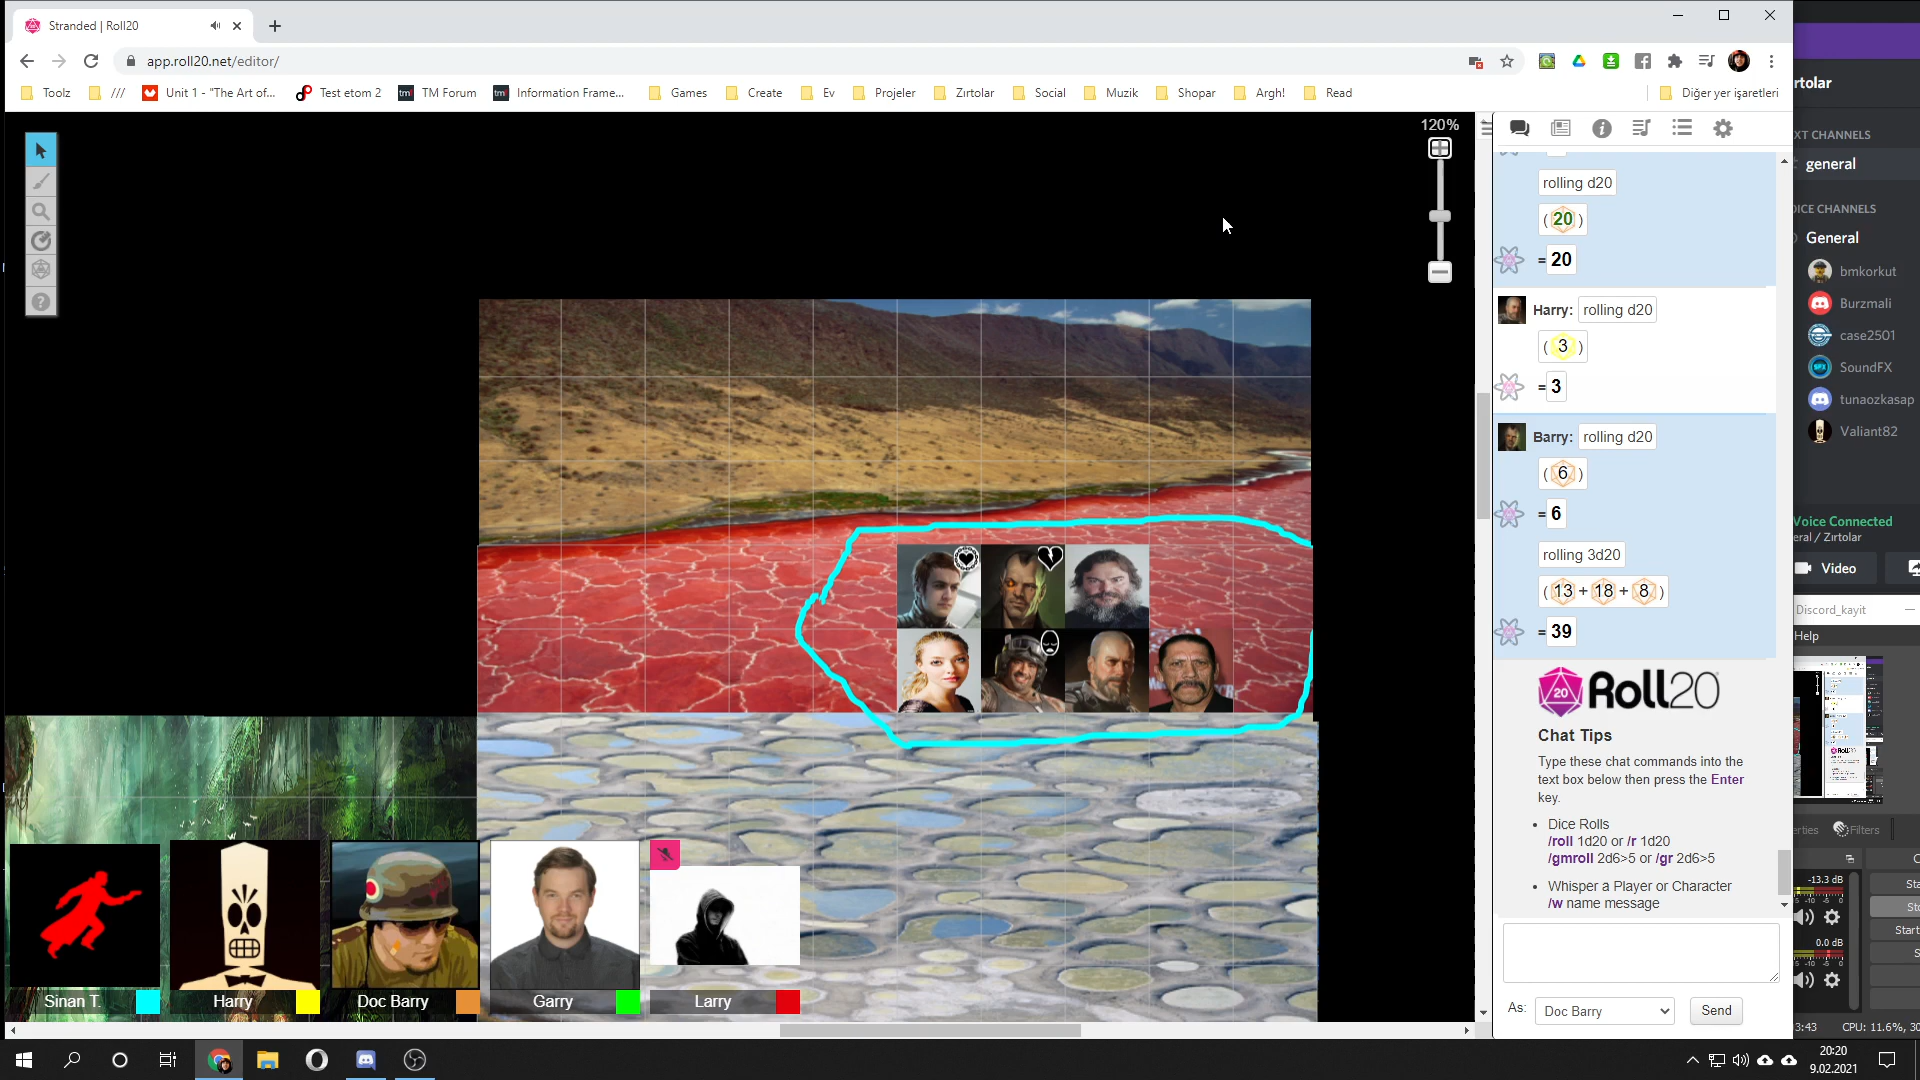 Stranded | Roll20
app.roll20.net/editor/
Toolz
///
Unit 1 - "The Art of...
Test etom 2
TM Forum
Information Frame...
Games
Create
Ev
Projeler
Zırtolar
Social
Muzik
Shopar
Argh!
Read
Diğer yer işaretleri
120%
rolling d20
( 20 )
= 20
Harry: rolling d20
( 3 )
= 3
Barry: rolling d20
( 6 )
= 6
rolling 3d20
( 13 + 18 + 8 )
= 39
Roll20
Chat Tips
Type these chat commands into the
text box below then press the Enter
key.
• Dice Rolls
/roll 1d20 or /r 1d20
/gmroll 2d6>5 or /gr 2d6>5
• Whisper a Player or Character
/w name message
As: Doc Barry
Send
Sinan T.
Harry
Doc Barry
Garry
Larry
rtolar
XT CHANNELS
general
ICE CHANNELS
General
bmkorkut
Burzmali
case2501
SoundFX
tunaozkasap
Valiant82
Voice Connected
eral / Zırtolar
Video
Discord_kayit
Help
erties
Filters
-13.3 dB
0.0 dB
Sta
Sto
Start
3:43
CPU: 11.6%, 30
20:20
9.02.2021